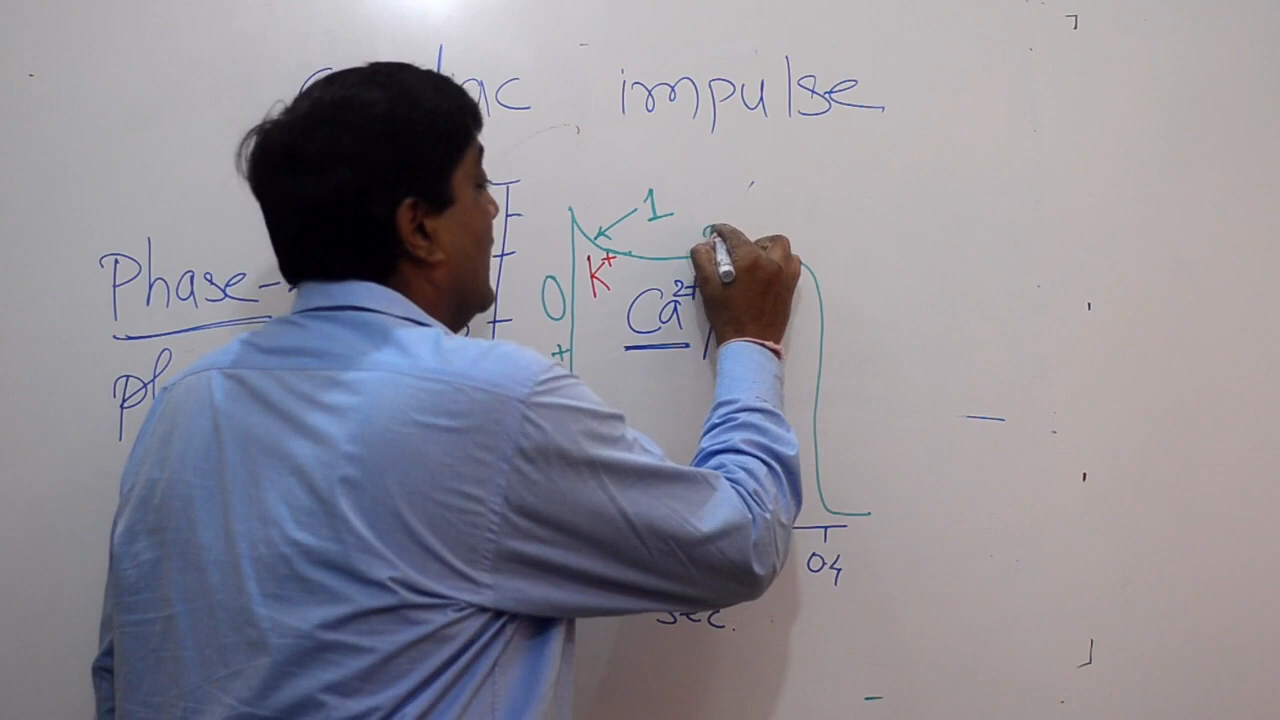 impulse
1
Phase-
K+
0
Ca2+
+
04
sec.